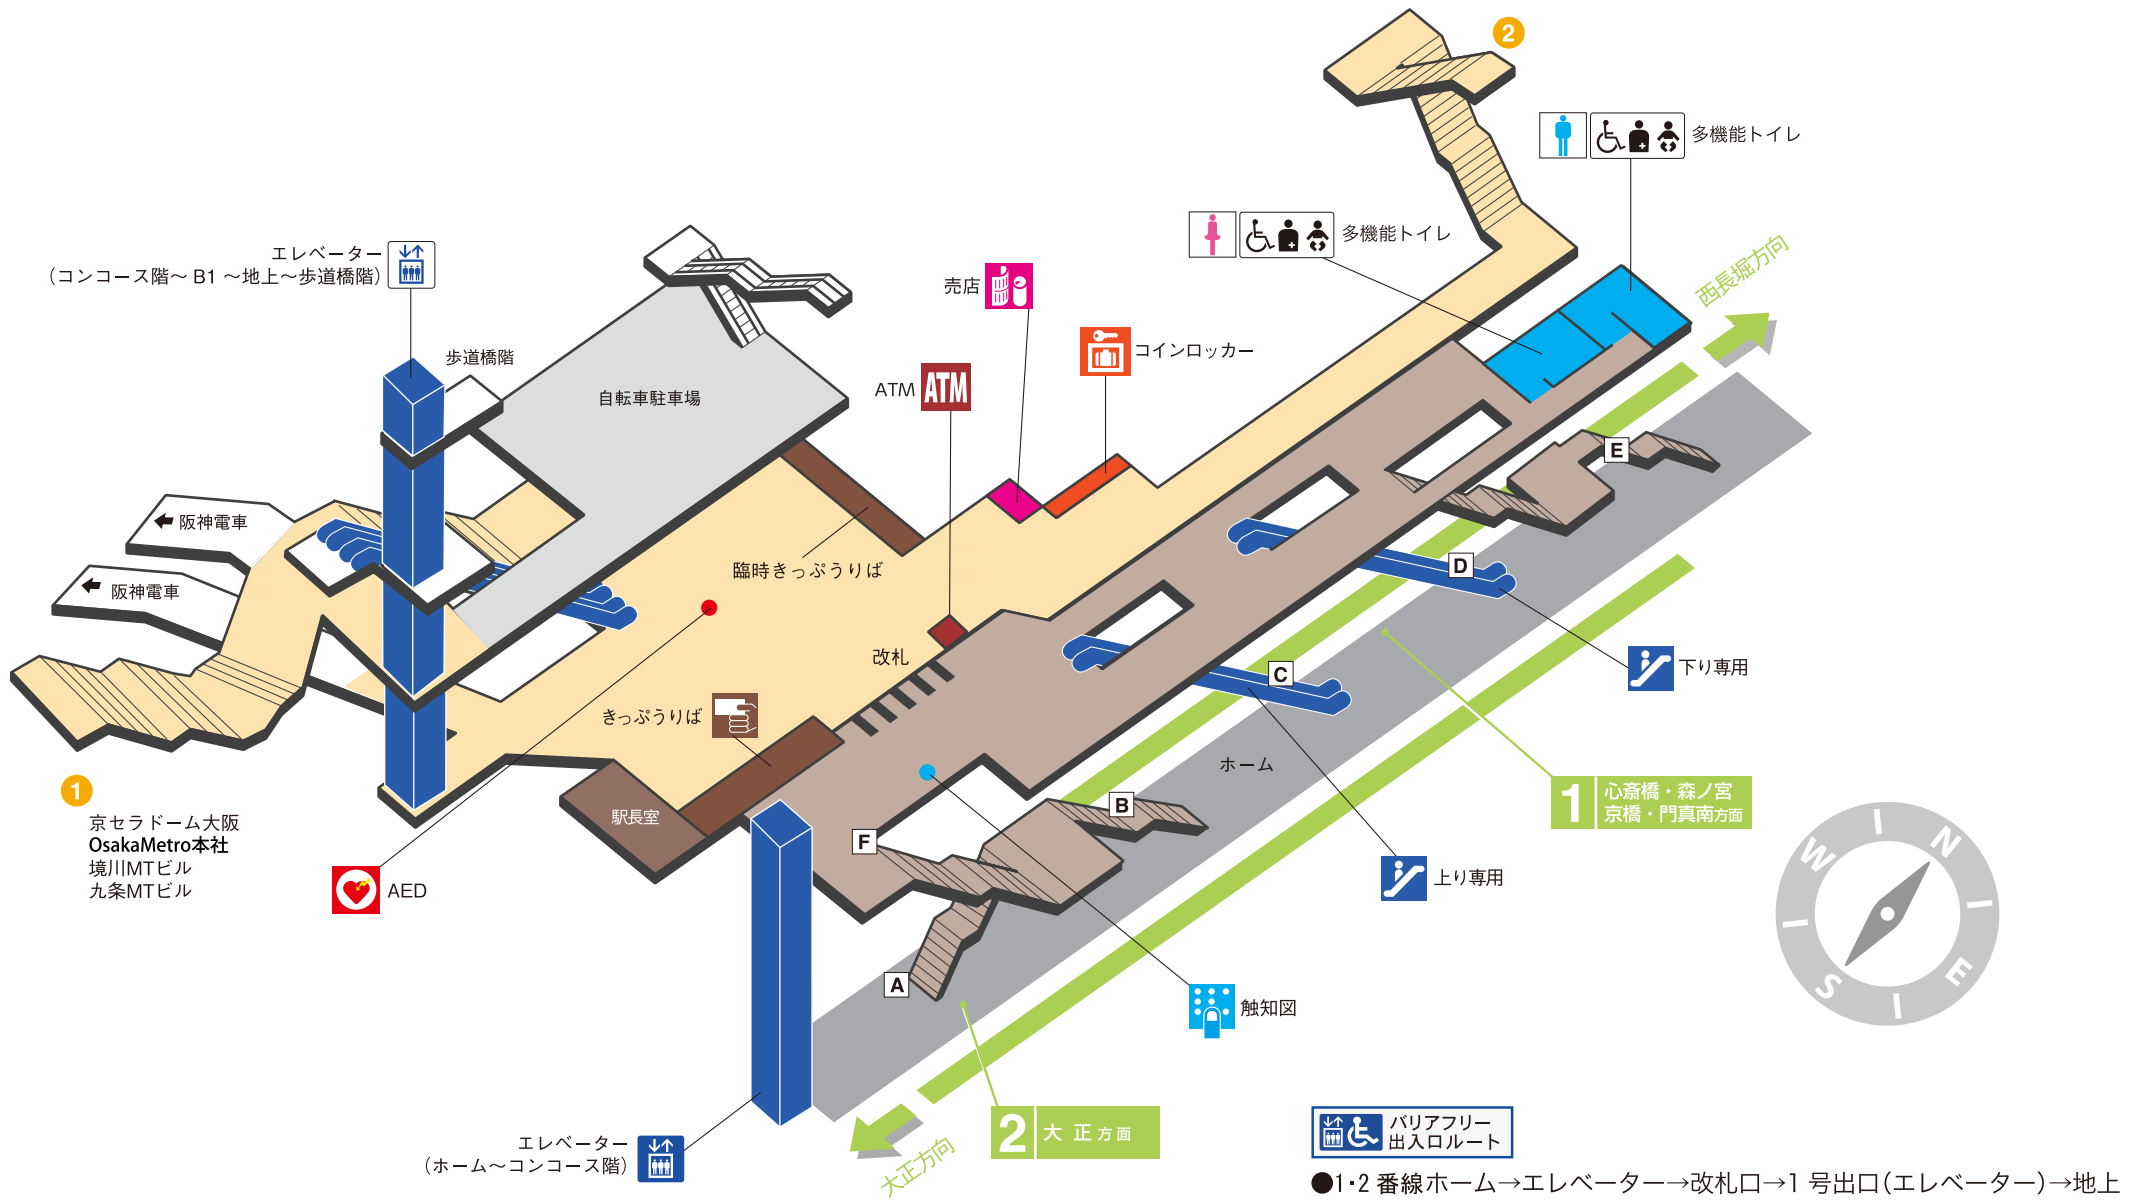 2
多機能トイレ
多機能トイレ
西長堀方向
エレベーター
(コンコース階～B1～地上～歩道橋階)
売店
コインロッカー
歩道橋階
ATM
ATM
自転車駐車場
E
阪神電車
阪神電車
臨時きっぷうりば
D
改札
C
下り専用
きっぷうりば
ホーム
1
京セラドーム大阪
OsakaMetro本社
境川MTビル
九条MTビル
1
心斎橋・森ノ宮
京橋・門真南方面
駅長室
B
F
AED
上り専用
N
W
E
S
A
触知図
2
大 正方面
大正方向
エレベーター
(ホーム～コンコース階)
バリアフリー
出入口ルート
●1・2番線ホーム→エレベーター→改札口→1号出口(エレベーター)→地上